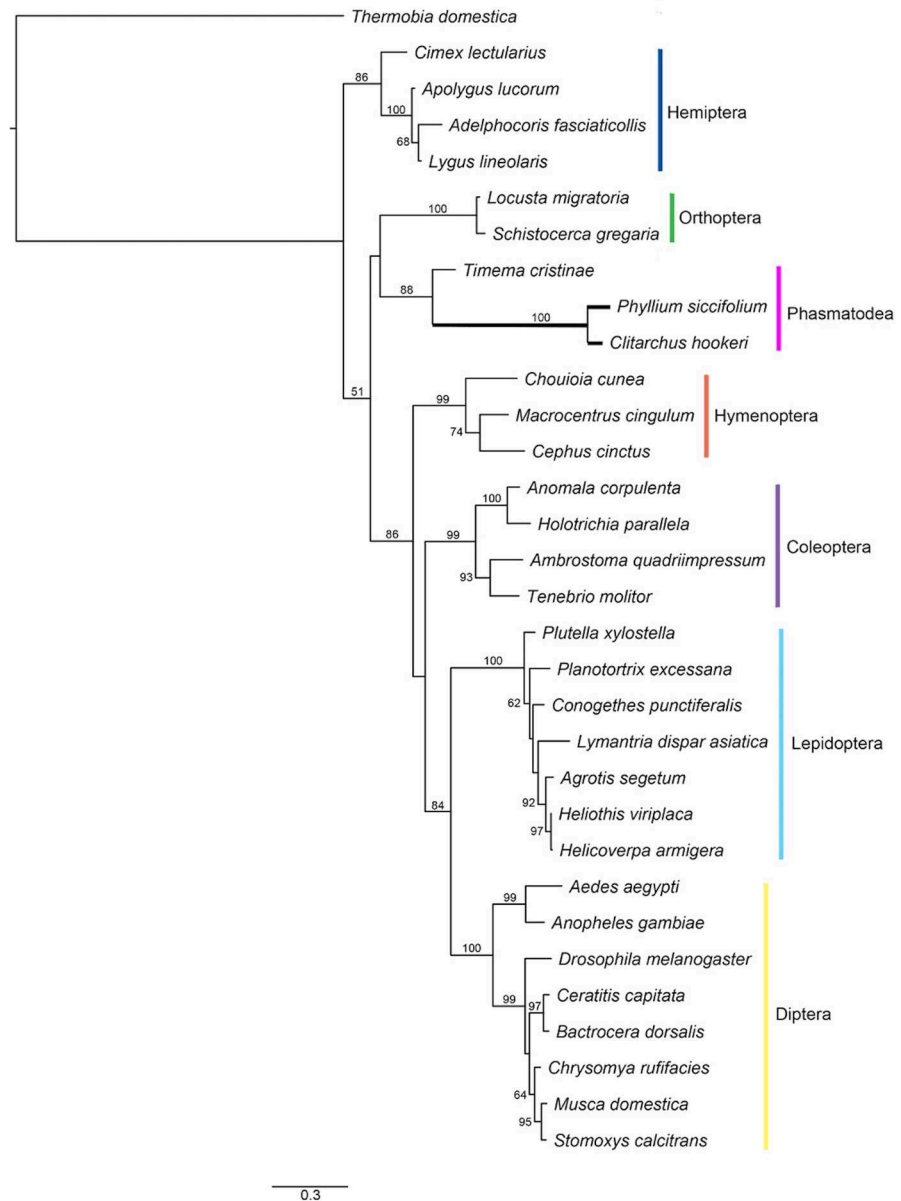 Thermobia domestica
Cimex lectularius
86
Apolygus lucorum
100
Hemiptera
Adelphocoris fasciaticollis
68
Lygus lineolaris
Locusta migratoria
100
Orthoptera
Schistocerca gregaria
Timema cristinae
88
Phyllium siccifolium
100
Phasmatodea
Clitarchus hookeri
Chouioia cunea
51
99
Macrocentrus cingulum
Hymenoptera
74
Cephus cinctus
Anomala corpulenta
100
Holotrichia parallela
86
99
Coleoptera
Ambrostoma quadriimpressum
93
Tenebrio molitor
Plutella xylostella
100
Planotortrix excessana
62
Conogethes punctiferalis
Lymantria dispar asiatica
Lepidoptera
Agrotis segetum
84
92
Heliothis viriplaca
97
Helicoverpa armigera
Aedes aegypti
99
Anopheles gambiae
100
Drosophila melanogaster
99
97
Ceratitis capitata
Diptera
Bactrocera dorsalis
Chrysomya rufifacies
64
Musca domestica
95
Stomoxys calcitrans
0.3